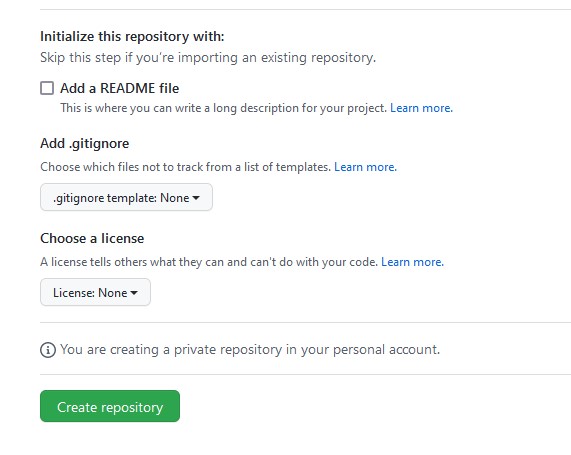 Initialize this repository with:
Skip this step if you're importing an existing repository.
Add a README file
This is where you can write a long description for your project. Learn more.
Add .gitignore
Choose which files not to track from a list of templates. Learn more.
.gitignore template: None
Choose a license
A license tells others what they can and can't do with your code. Learn more.
License: None
You are creating a private repository in your personal account.
Create repository